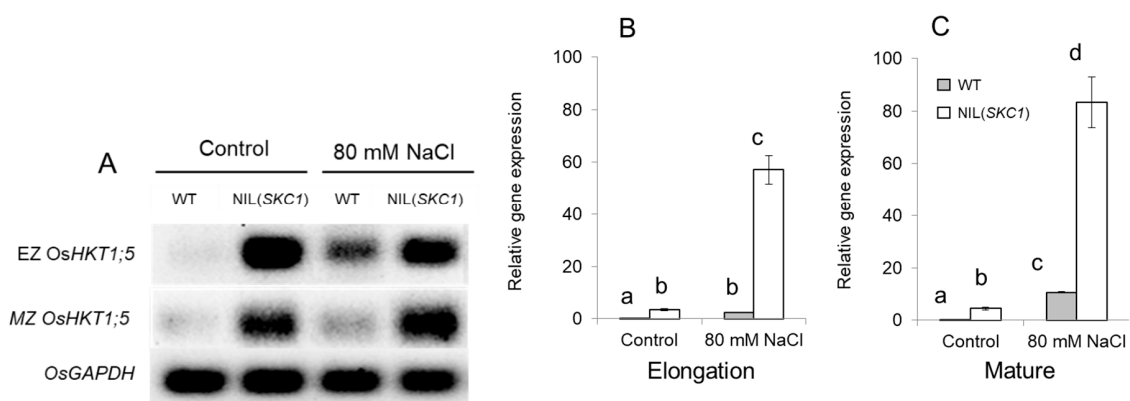 A
Control 80 mM NaCl
WT NIL(SKC1) WT NIL(SKC1)
EZ OsHKT1;5
MZ OsHKT1;5
OsGAPDH
B
Relative gene expression
100
80
60
40
20
0
a b b c
Control 80 mM NaCl
Elongation
C
Relative gene expression
100
80
60
40
20
0
WT
NIL(SKC1)
a b c d
Control 80 mM NaCl
Mature